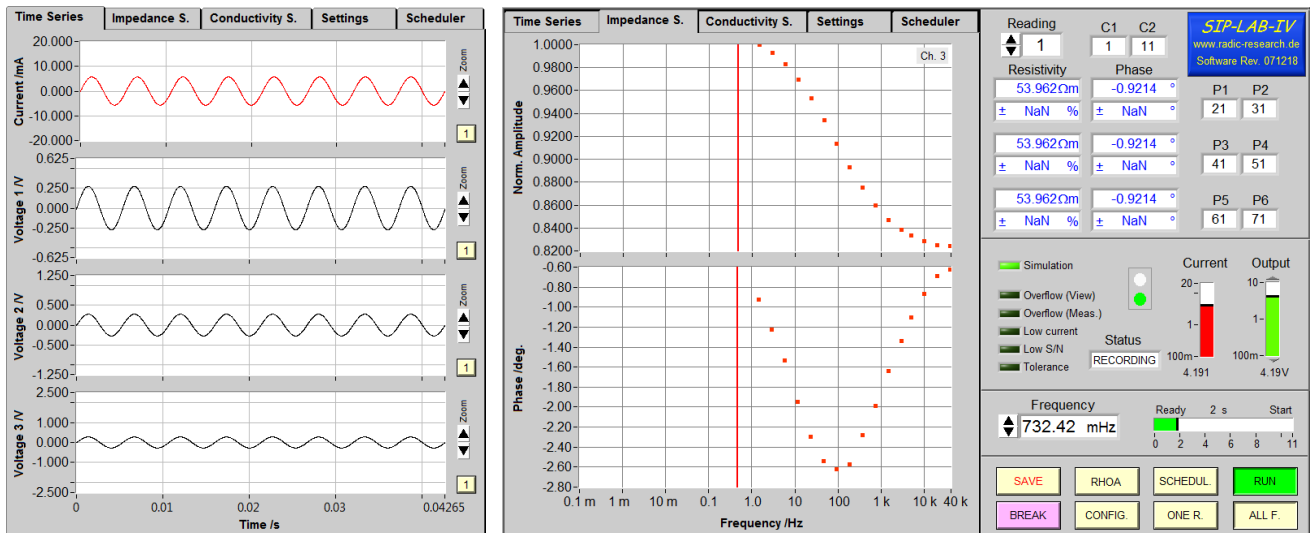 Time Series Impedance S. Conductivity S. Settings Scheduler
20.000
10.000
0.000
-10.000
-20.000
Current /mA
Zoom
1
0.625
0.250
0.000
-0.250
-0.625
Voltage 1 /V
Zoom
1
1.250
0.500
0.000
-0.500
-1.250
Voltage 2 /V
Zoom
1
2.500
1.000
0.000
-1.000
-2.500
Voltage 3 /V
Zoom
1
0 0.01 0.02 0.03 0.04265
Time /s
Time Series Impedance S. Conductivity S. Settings Scheduler
Ch. 3
1.0000
0.9800
0.9600
0.9400
0.9200
0.9000
0.8800
0.8600
0.8400
0.8200
Norm. Amplitude
-0.60
-0.80
-1.00
-1.20
-1.40
-1.60
-1.80
-2.00
-2.20
-2.40
-2.60
-2.80
Phase /deg.
0.1 m 1 m 10 m 0.1 1.0 10 100 1 k 10 k 40 k
Frequency /Hz
Reading
1
C1 C2
1 11
SIP-LAB-IV
www.radic-research.de
Software Rev. 071218
Resistivity Phase
53.962Ωm -0.9214 °
± NaN % ± NaN °
P1 P2
21 31
53.962Ωm -0.9214 °
± NaN % ± NaN °
P3 P4
41 51
53.962Ωm -0.9214 °
± NaN % ± NaN °
P5 P6
61 71
Simulation
Overflow (View)
Overflow (Meas.)
Low current
Low S/N
Tolerance
Status
RECORDING
Current
20
1
100m
4.191
Output
10
1
100m
4.19V
Frequency
732.42 mHz
Ready 2 s Start
0 2 4 6 8 11
SAVE RHOA SCHEDUL. RUN
BREAK CONFIG. ONE R. ALL F.